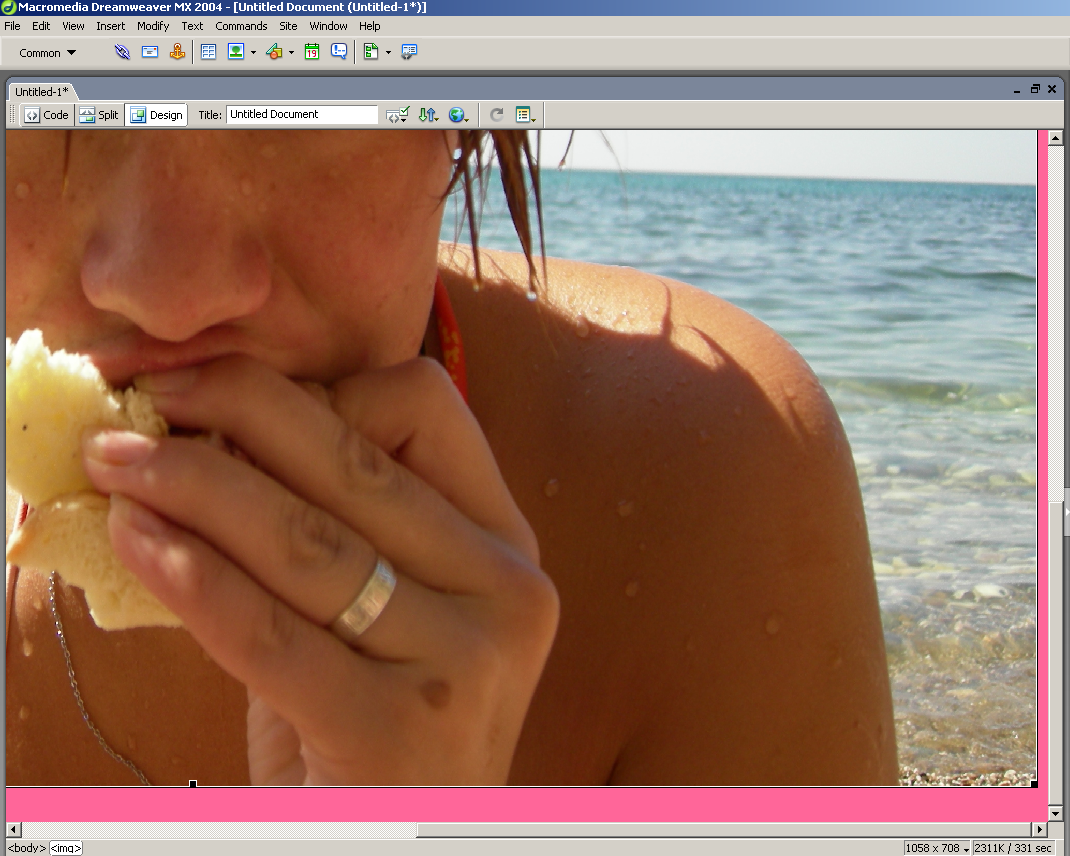 Macromedia Dreamweaver MX 2004 - [Untitled Document (Untitled-1*)]
File Edit View Insert Modify Text Commands Site Window Help
Common
19
Untitled-1*
Code Split Design Title: Untitled Document
<body> <img> 1058 x 708 2311K / 331 sec